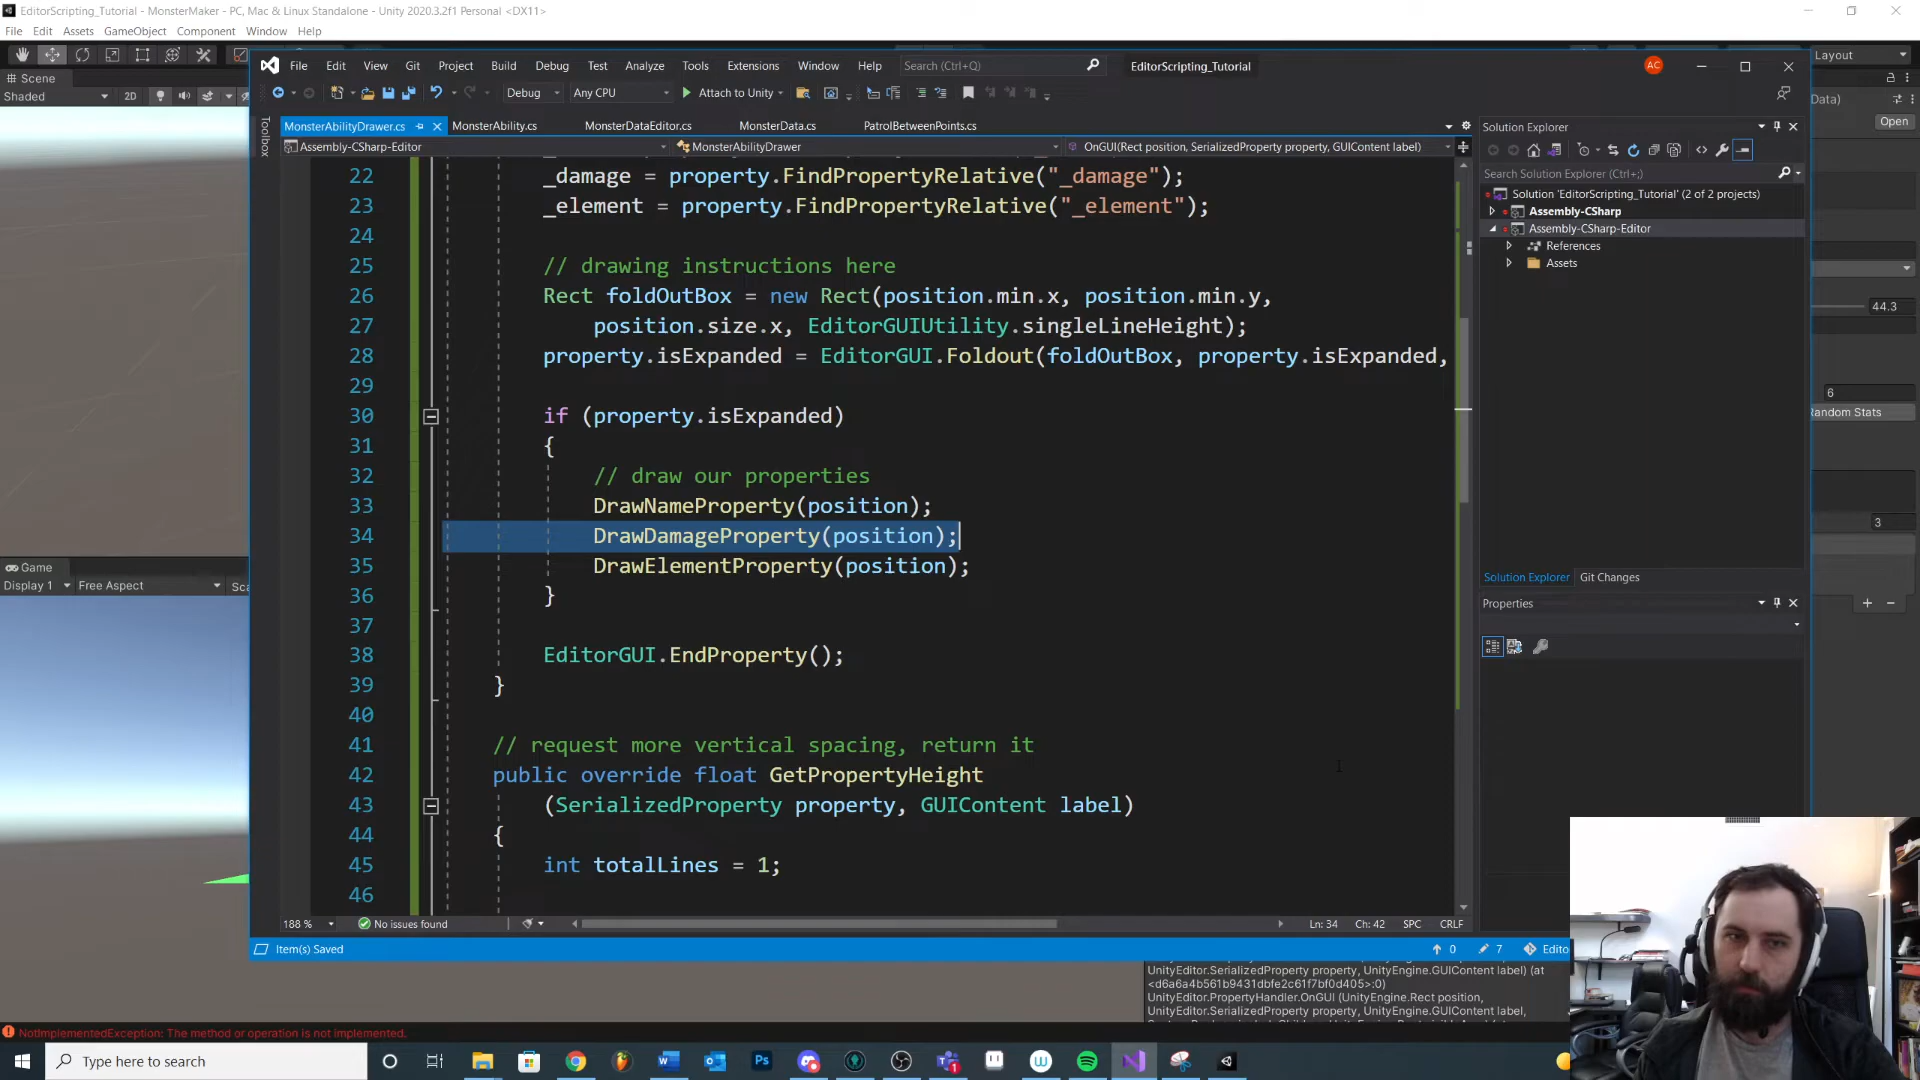 EditorScripting_Tutorial - MonsterMaker - PC, Mac & Linux Standalone - Unity 2020.3.2f1 Personal <DX11>
File Edit Assets GameObject Component Window Help
Layout
Scene
Shaded 2D
File Edit View Git Project Build Debug Test Analyze Tools Extensions Window Help Search (Ctrl+Q) EditorScripting_Tutorial AC
Debug Any CPU Attach to Unity
Toolbox
MonsterAbilityDrawer.cs MonsterAbility.cs MonsterDataEditor.cs MonsterData.cs PatrolBetweenPoints.cs
Assembly-CSharp-Editor MonsterAbilityDrawer OnGUI(Rect position, SerializedProperty property, GUIContent label)
22 _damage = property.FindPropertyRelative("_damage");
23 _element = property.FindPropertyRelative("_element");
24
25 // drawing instructions here
26 Rect foldOutBox = new Rect(position.min.x, position.min.y,
27 position.size.x, EditorGUIUtility.singleLineHeight);
28 property.isExpanded = EditorGUI.Foldout(foldOutBox, property.isExpanded,
29
30 if (property.isExpanded)
31 {
32 // draw our properties
33 DrawNameProperty(position);
34 DrawDamageProperty(position);
35 DrawElementProperty(position);
36 }
37
38 EditorGUI.EndProperty();
39 }
40
41 // request more vertical spacing, return it
42 public override float GetPropertyHeight
43 (SerializedProperty property, GUIContent label)
44 {
45 int totalLines = 1;
46
188 % No issues found Ln: 34 Ch: 42 SPC CRLF
Item(s) Saved 0 7 Edito
Solution Explorer
Search Solution Explorer (Ctrl+;)
Solution 'EditorScripting_Tutorial' (2 of 2 projects)
Assembly-CSharp
Assembly-CSharp-Editor
References
Assets
Solution Explorer Git Changes
Properties
Data)
Open
44.3
6
Random Stats
3
Game
Display 1 Free Aspect Sca
UnityEditor.SerializedProperty property, UnityEngine.GUIContent label) (at
<d6a6a4b561b9431dbfe2c61f7bf0d405>:0)
UnityEditor.PropertyHandler.OnGUI (UnityEngine.Rect position,
UnityEditor.SerializedProperty property, UnityEngine.GUIContent label,
NotImplementedException: The method or operation is not implemented.
Type here to search